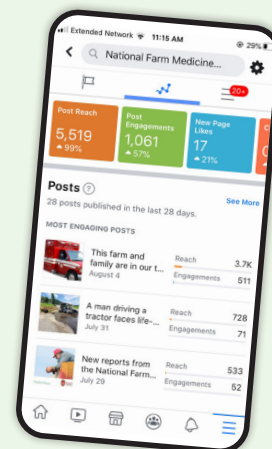 Extended Network 11:15 AM 29%
National Farm Medicine...
20+
Post Reach
5,519
99%
Post Engagements
1,061
57%
New Page Likes
17
21%
Posts
See More
28 posts published in the last 28 days.
MOST ENGAGING POSTS
This farm and
family are in our t...
August 4
Reach 3.7K
Engagements 511
A man driving a
tractor faces life-...
July 31
Reach 728
Engagements 71
New reports from
the National Farm...
July 29
Reach 533
Engagements 52